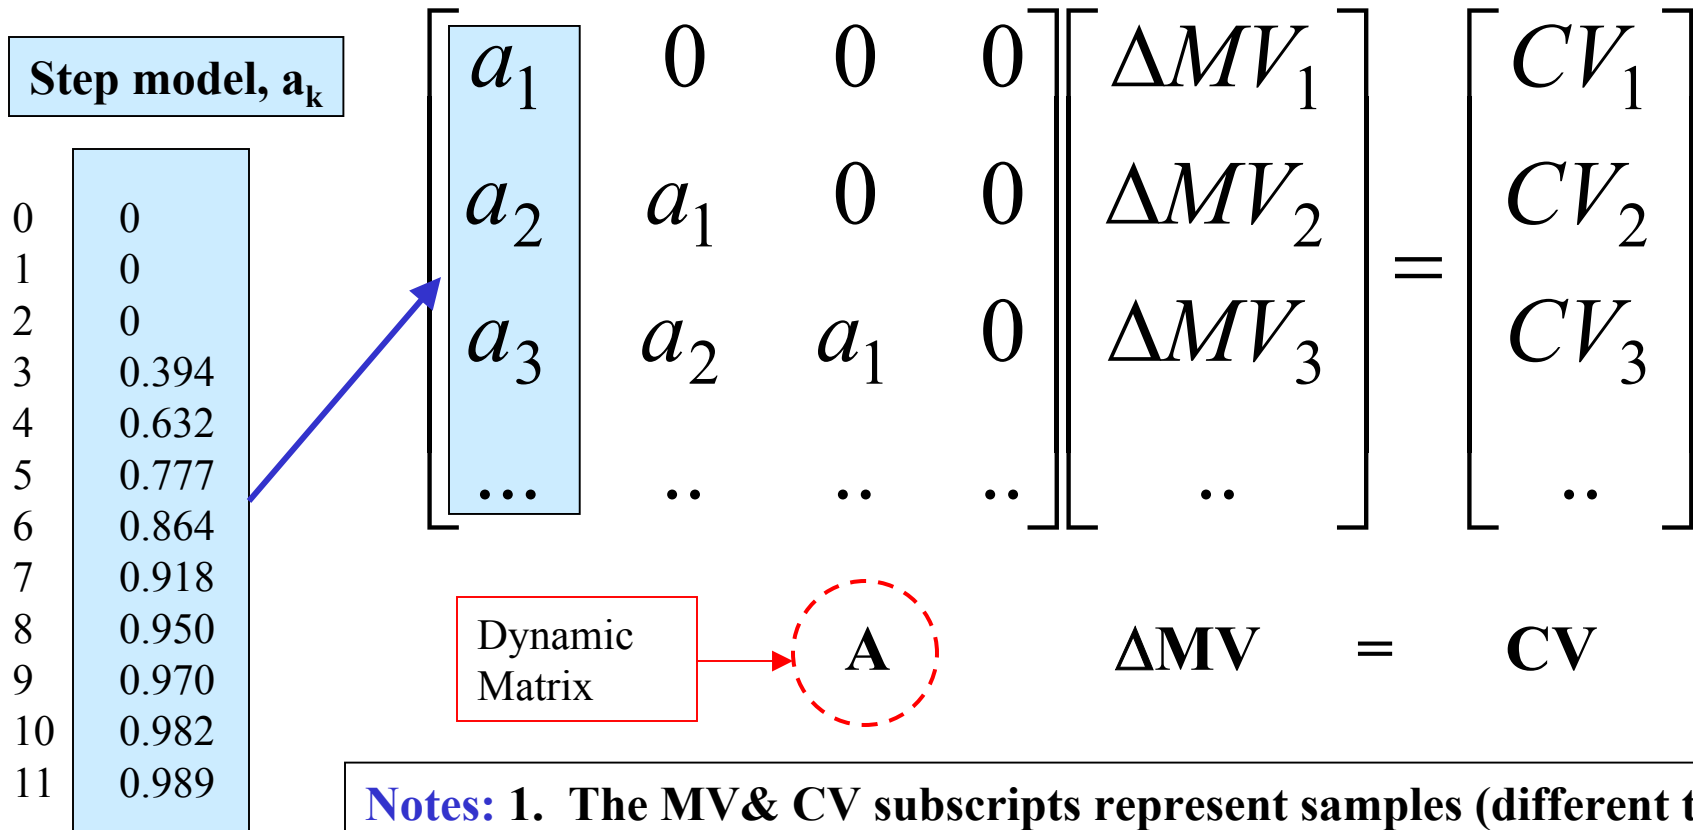 Step model, aₖ
0 0
1 0
2 0
3 0.394
4 0.632
5 0.777
6 0.864
7 0.918
8 0.950
9 0.970
10 0.982
11 0.989
a₁ 0 0 0 ΔMV₁ CV₁
a₂ a₁ 0 0 ΔMV₂ CV₂
a₃ a₂ a₁ 0 ΔMV₃ = CV₃
... .. .. .. .. ..
Dynamic
Matrix
A ΔMV = CV
Notes: 1. The MV& CV subscripts represent samples (different t